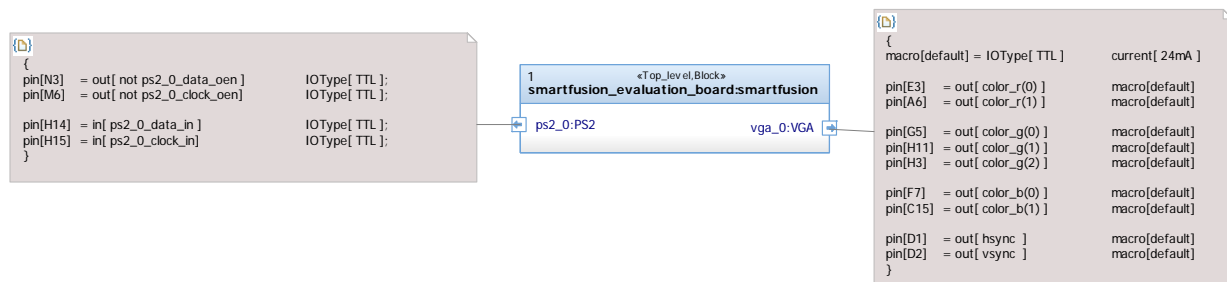 {
pin[N3] = out[ not ps2_0_data_oen ] IOType[ TTL ];
pin[M6] = out[ not ps2_0_clock_oen] IOType[ TTL ];
pin[H14] = in[ ps2_0_data_in ] IOType[ TTL ];
pin[H15] = in[ ps2_0_clock_in] IOType[ TTL ];
}
1 «Top_level,Block»
smartfusion_evaluation_board:smartfusion
ps2_0:PS2 vga_0:VGA
{
macro[default] = IOType[ TTL ] current[ 24mA ]
pin[E3] = out[ color_r(0) ] macro[default]
pin[A6] = out[ color_r(1) ] macro[default]
pin[G5] = out[ color_g(0) ] macro[default]
pin[H11] = out[ color_g(1) ] macro[default]
pin[H3] = out[ color_g(2) ] macro[default]
pin[F7] = out[ color_b(0) ] macro[default]
pin[C15] = out[ color_b(1) ] macro[default]
pin[D1] = out[ hsync ] macro[default]
pin[D2] = out[ vsync ] macro[default]
}